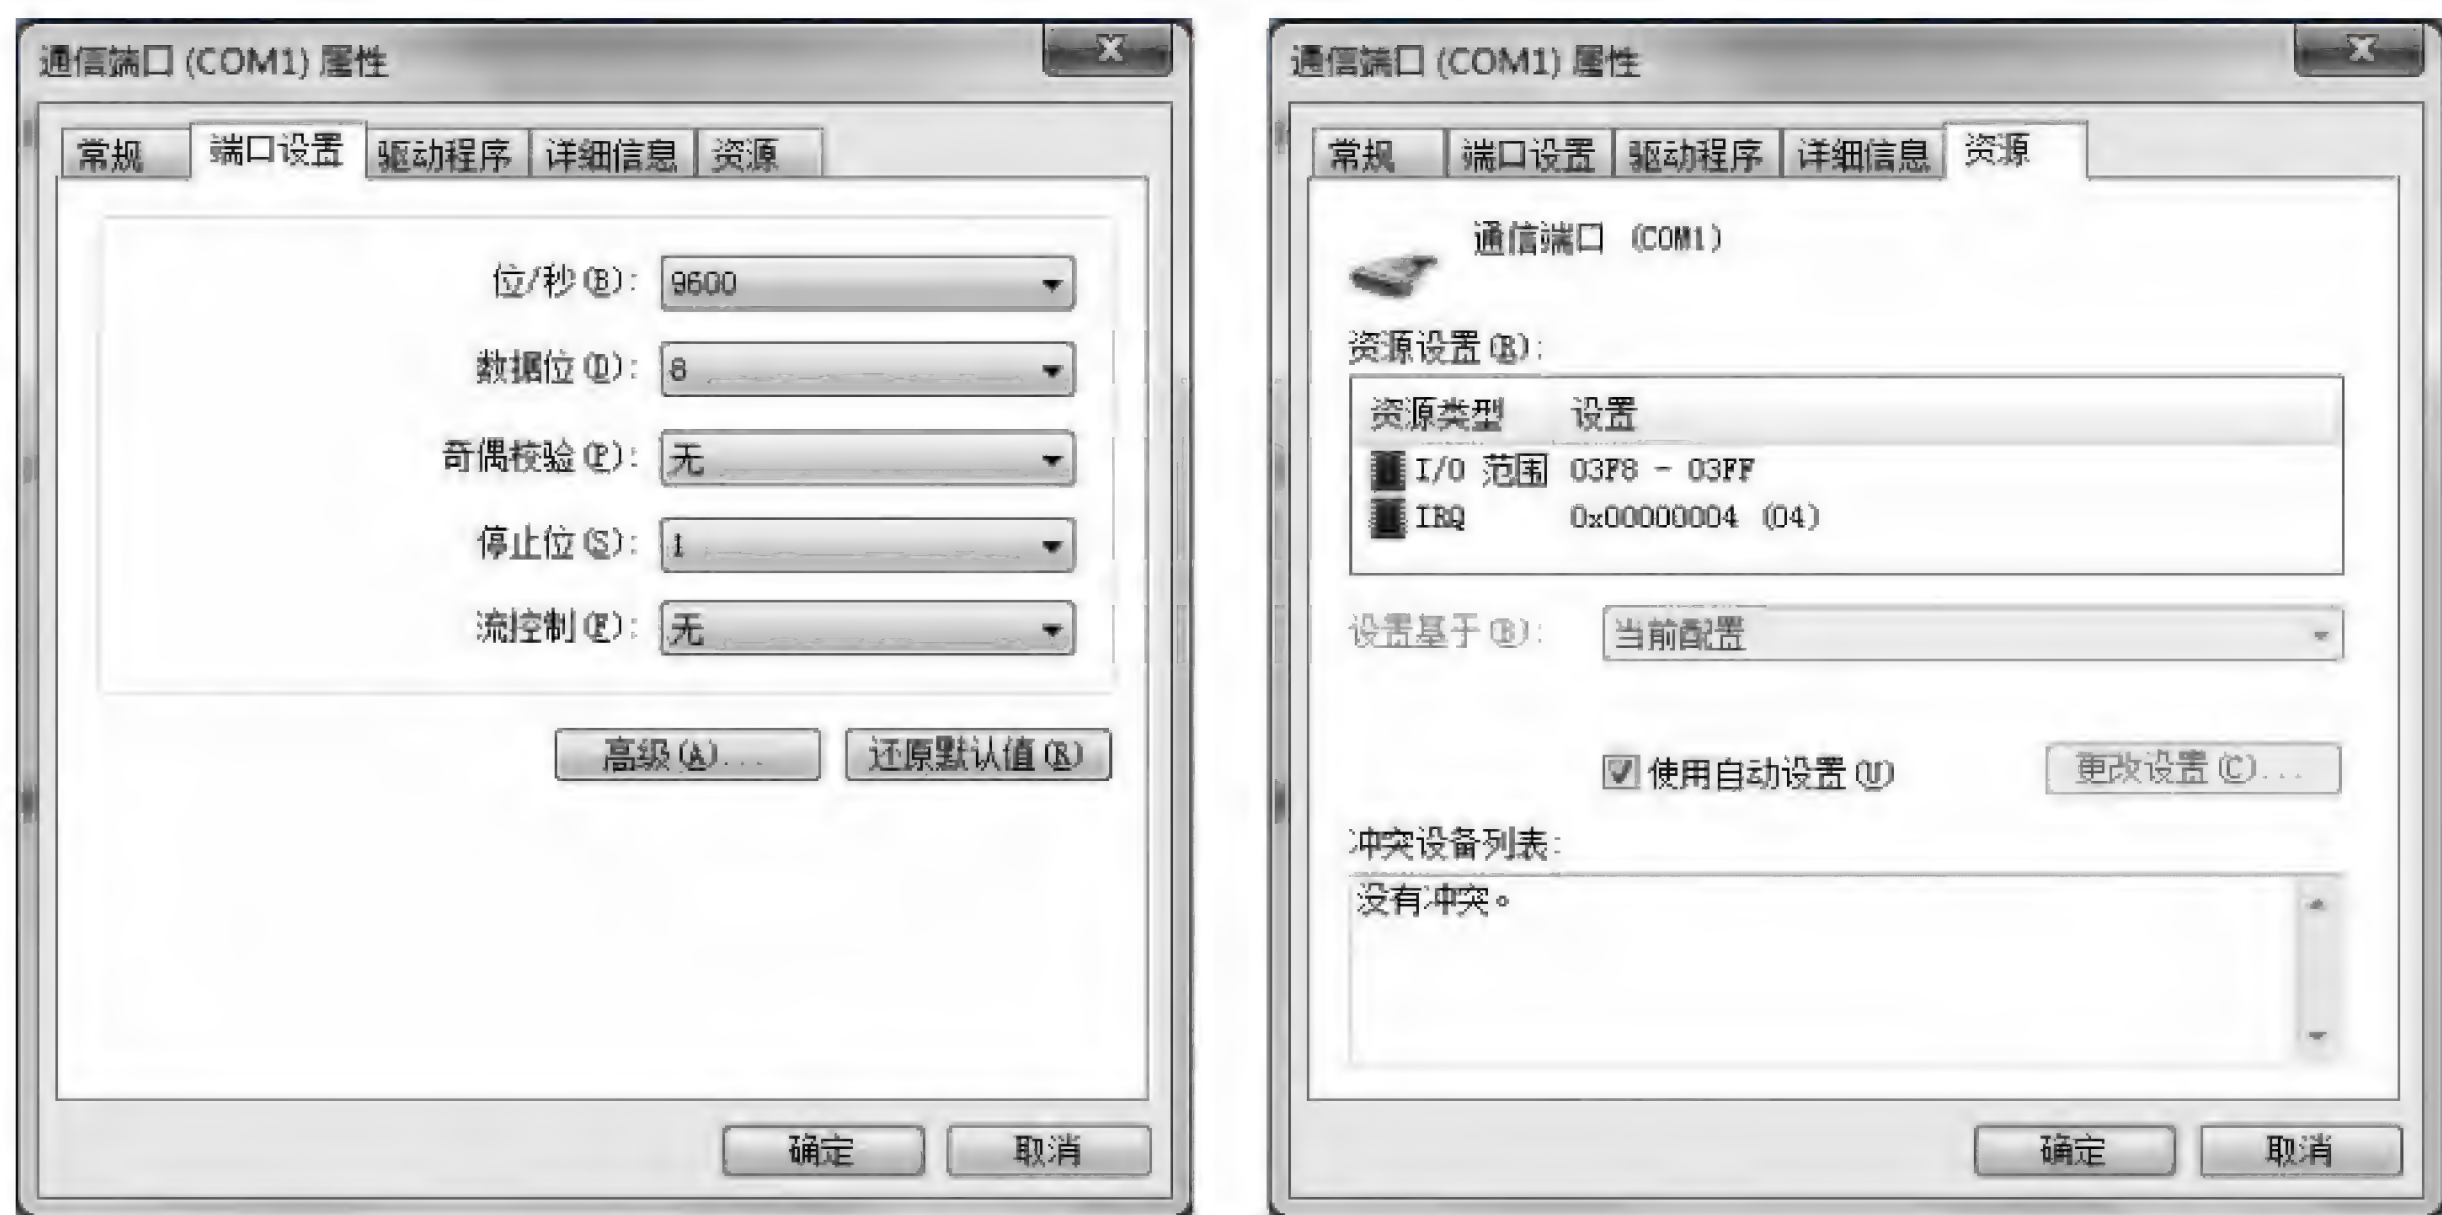 通信端口 (COM1) 属性
常规 端口设置 驱动程序 详细信息 资源
位/秒(B): 9600
数据位(D): 8
奇偶校验(P): 无
停止位(S): 1
流控制(F): 无
高级(A)... 还原默认值(R)
确定 取消
通信端口 (COM1) 属性
常规 端口设置 驱动程序 详细信息 资源
通信端口 (COM1)
资源设置(R):
资源类型 设置
I/O 范围 03F8 - 03FF
IRQ 0x00000004 (04)
设置基于(B): 当前配置
使用自动设置(U) 更改设置(C)...
冲突设备列表:
没有冲突。
确定 取消